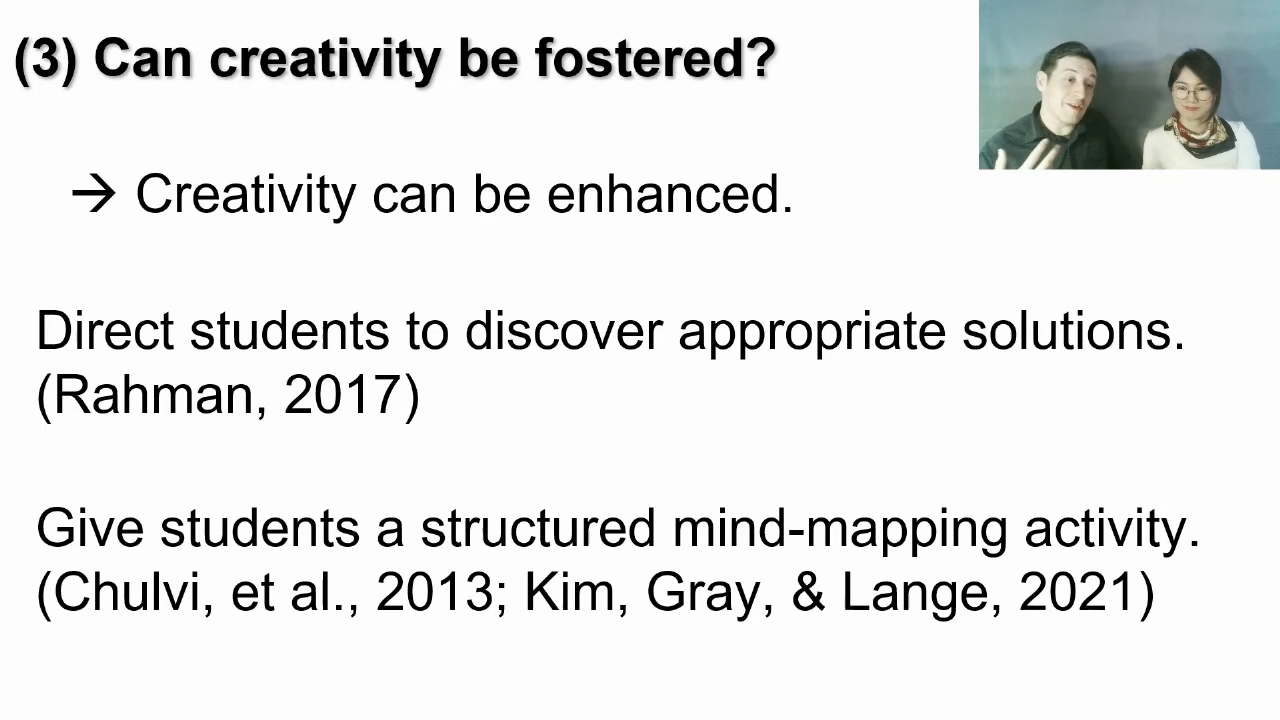 (3) Can creativity be fostered?
→ Creativity can be enhanced.
Direct students to discover appropriate solutions.
(Rahman, 2017)
Give students a structured mind-mapping activity.
(Chulvi, et al., 2013; Kim, Gray, & Lange, 2021)